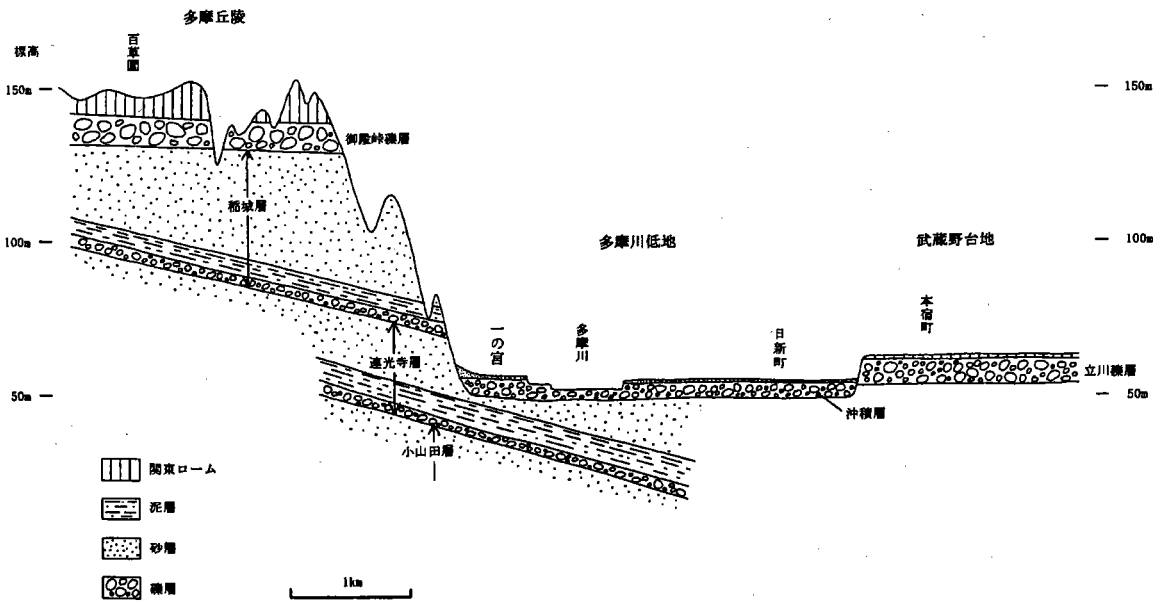 多摩丘陵
標高
百草園
150m
150m
御殿峠礫層
稲城層
100m
多摩川低地
武蔵野台地
100m
本宿町
一の宮
多摩川
日新町
連光寺層
立川礫層
50m
50m
沖積層
小山田層
関東ローム
泥層
砂層
礫層
1km